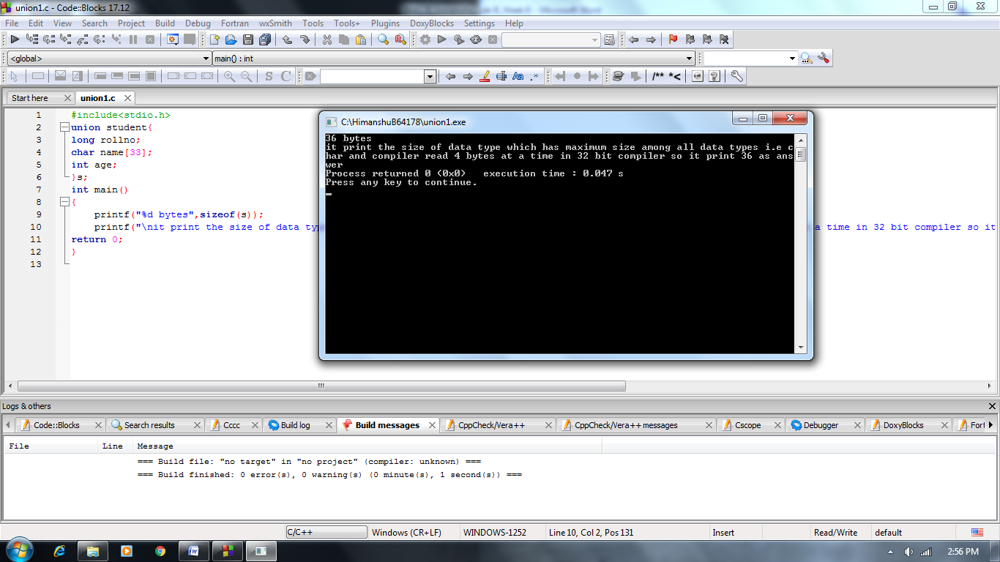 union1.c - Code::Blocks 17.12
File Edit View Search Project Build Debug Fortran wxSmith Tools Tools+ Plugins DoxyBlocks Settings Help
<global> main() : int
S C Aa .* /** *<
Start here union1.c
1 #include<stdio.h>
2 union student{
3 long rollno;
4 char name[33];
5 int age;
6 }s;
7 int main()
8 {
9 printf("%d bytes",sizeof(s));
10 printf("\nit print the size of data ty a time in 32 bit compiler so it
11 return 0;
12 }
13
C:\HimanshuB64178\union1.exe
36 bytes
it print the size of data type which has maximum size among all data types i.e c
har and compiler read 4 bytes at a time in 32 bit compiler so it print 36 as ans
wer
Process returned 0 (0x0)   execution time : 0.047 s
Press any key to continue.
Logs & others
Code::Blocks Search results Cccc Build log Build messages CppCheck/Vera++ CppCheck/Vera++ messages Cscope Debugger DoxyBlocks Fort
File Line Message
=== Build file: "no target" in "no project" (compiler: unknown) ===
=== Build finished: 0 error(s), 0 warning(s) (0 minute(s), 1 second(s)) ===
C/C++ Windows (CR+LF) WINDOWS-1252 Line 10, Col 2, Pos 131 Insert Read/Write default
2:56 PM